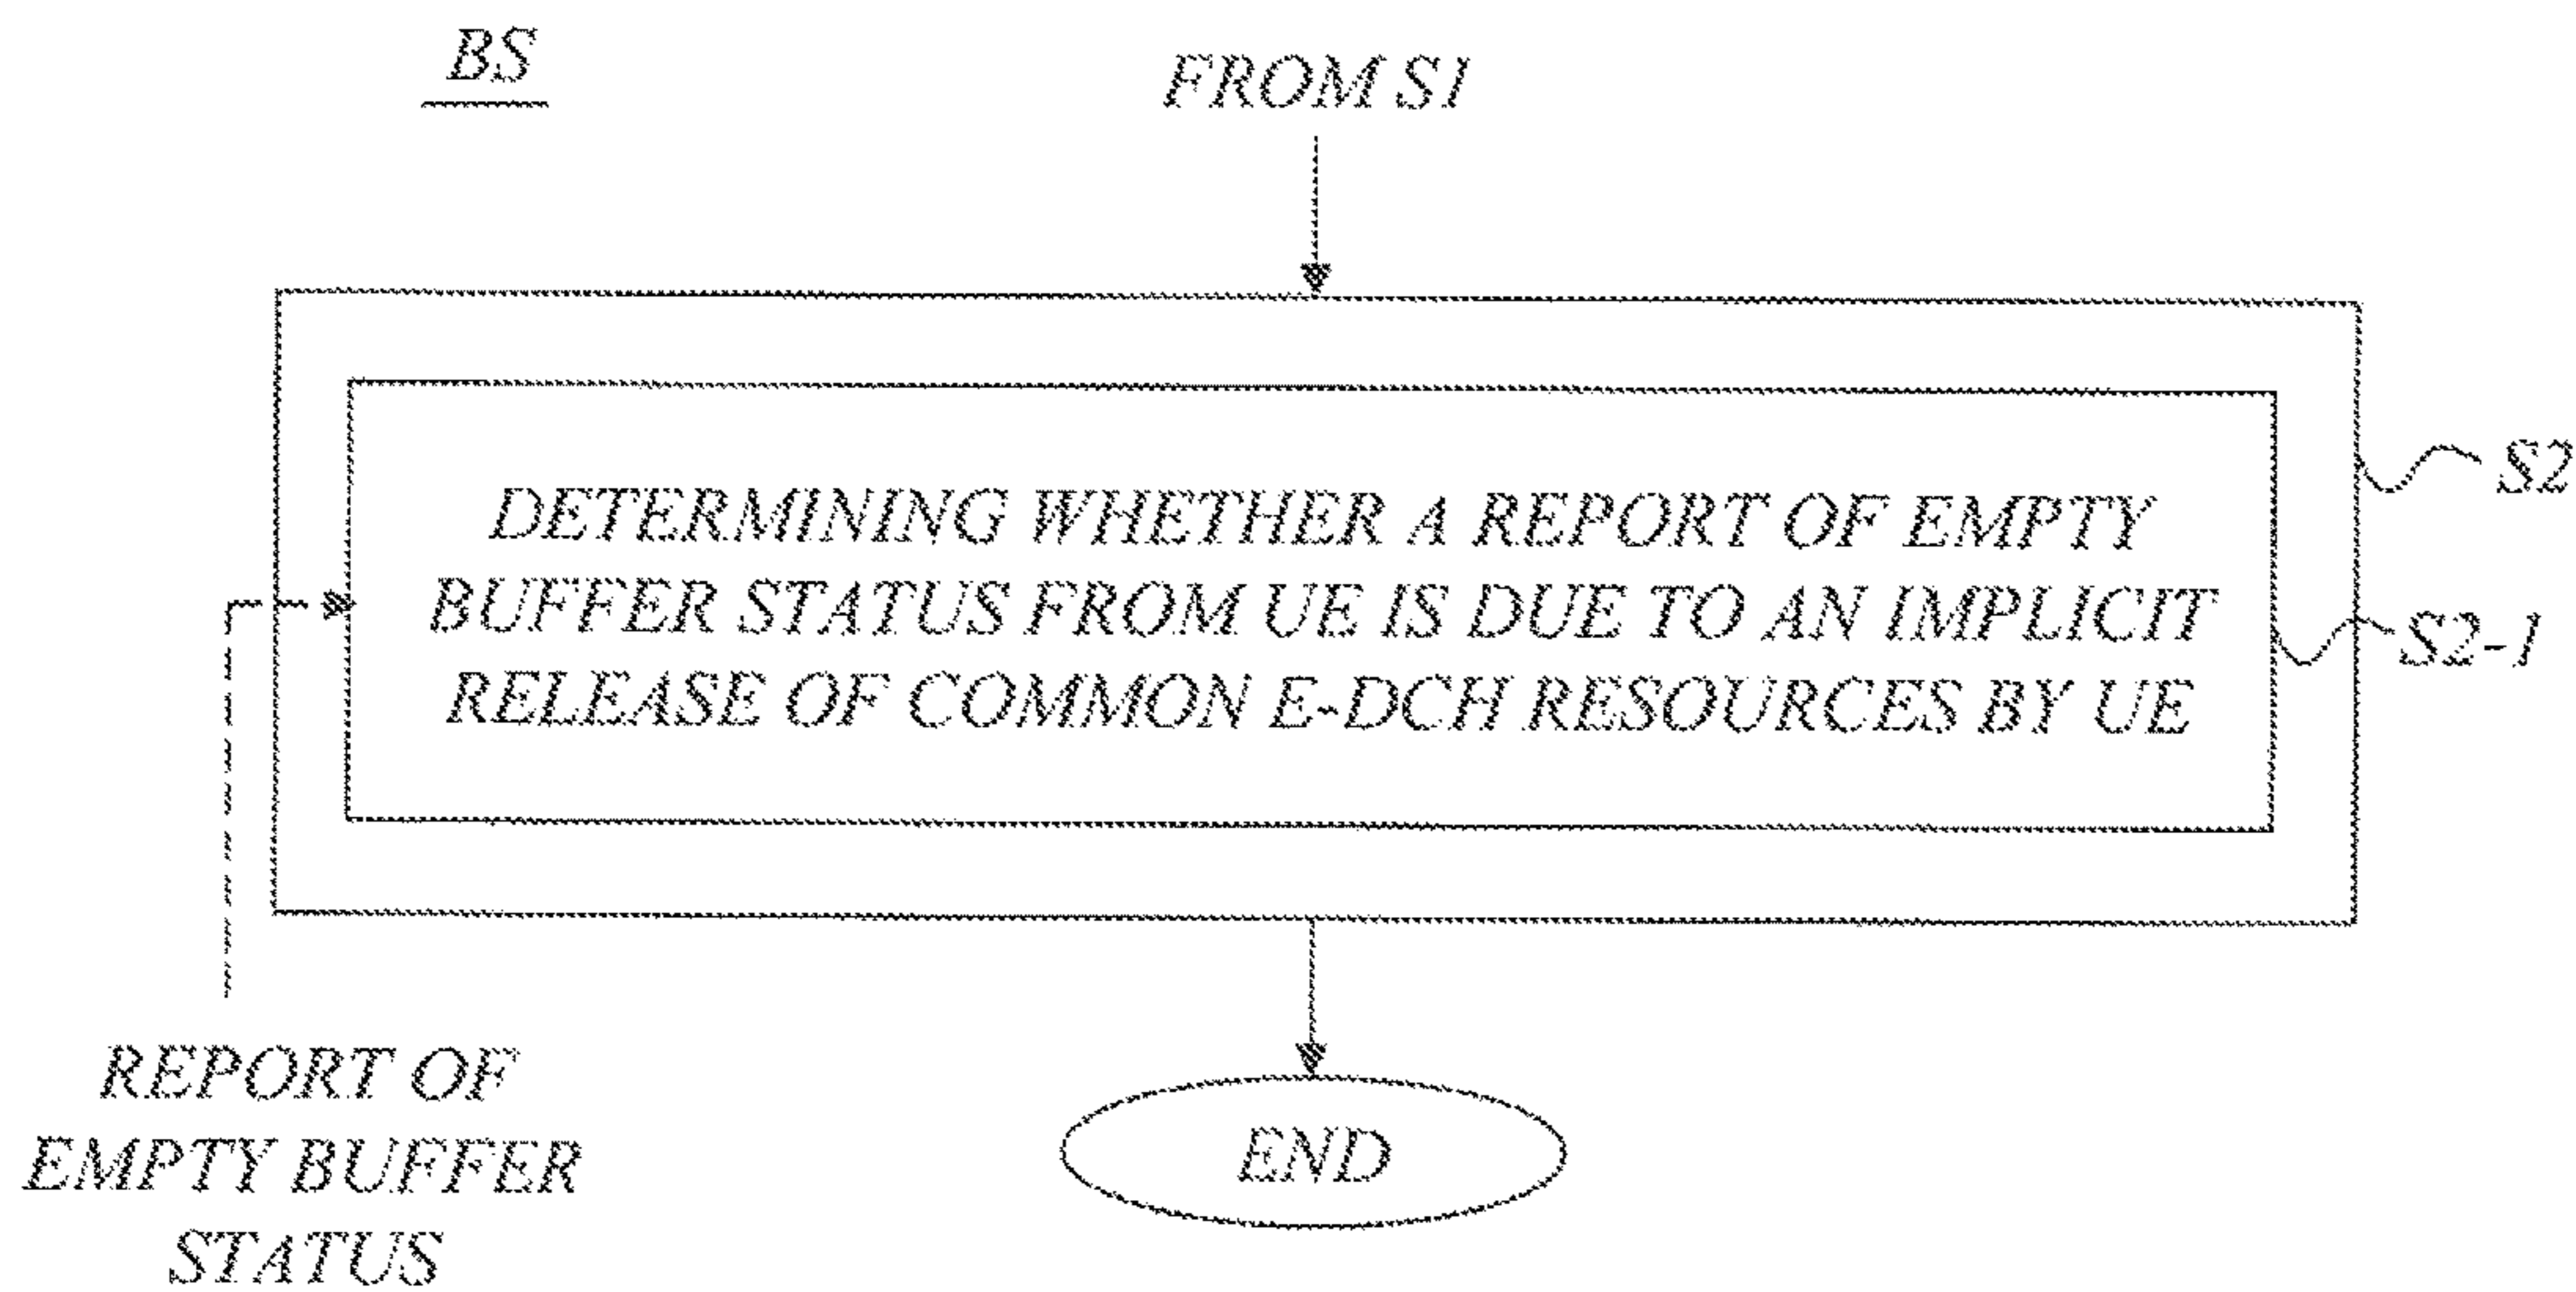 BS
FROM S1
DETERMINING WHETHER A REPORT OF EMPTY
BUFFER STATUS FROM UE IS DUE TO AN IMPLICIT
RELEASE OF COMMON E-DCH RESOURCES BY UE
S2
S2-1
REPORT OF
EMPTY BUFFER
STATUS
END